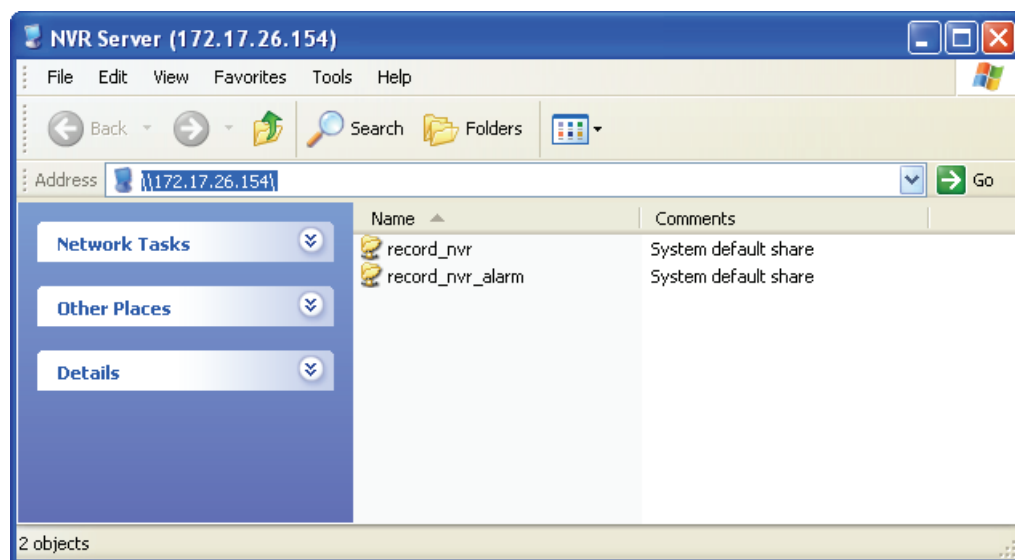 NVR Server (172.17.26.154)
File Edit View Favorites Tools Help
Back Search Folders
Address \\172.17.26.154\ Go
Name Comments
Network Tasks
record_nvr System default share
record_nvr_alarm System default share
Other Places
Details
2 objects